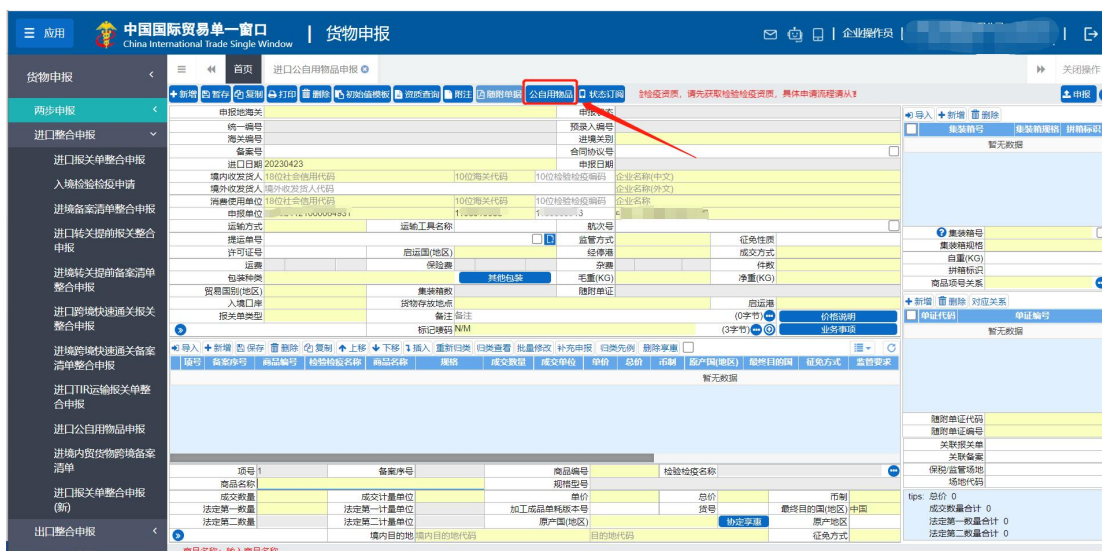 应用 中国国际贸易单一窗口 China International Trade Single Window | 货物申报 企业操作员
货物申报 首页 进口公自用物品申报 关闭操作
新增 暂存 复制 打印 删除 初始值模板 资质查询 附注 随附单据 公自用物品 状态订阅 检疫资质，请先获取检验检疫资质，具体申请流程请从 申报
两步申报
进口整合申报
进口报关单整合申报
入境检验检疫申请
进境备案清单整合申报
进口转关提前报关整合申报
进境转关提前备案清单整合申报
进口跨境快速通关报关整合申报
进境跨境快速通关备案清单整合申报
进口TIR运输报关单整合申报
进口公自用物品申报
进境内贸货物跨境备案清单
进口报关单整合申报(新)
出口整合申报
申报地海关 申报状态
统一编号 预录入编号
海关编号 进境关别
备案号 合同协议号
进口日期 20230423 申报日期
境内收发货人 18位社会信用代码 10位海关代码 10位检验检疫编码 企业名称(中文)
境外收发货人 境外收发货人代码 企业名称(外文)
消费使用单位 18位社会信用代码 10位海关代码 10位检验检疫编码 企业名称
申报单位
运输方式 运输工具名称 航次号
提运单号 监管方式 征免性质
许可证号 启运国(地区) 经停港 成交方式
运费 保险费 杂费 件数
包装种类 其他包装 毛重(KG) 净重(KG)
贸易国别(地区) 集装箱数 随附单证
入境口岸 货物存放地点 启运港
报关单类型 备注 备注 (0字节) 价格说明
标记唛码 N/M (3字节) 业务事项
导入 新增 保存 删除 复制 上移 下移 插入 重新归类 归类查看 批量修改 补充申报 归类先例 删除享惠
项号 备案序号 商品编号 检验检疫名称 商品名称 规格 成交数量 成交单位 单价 总价 币制 原产国(地区) 最终目的国 征免方式 监管要求
暂无数据
项号 1 备案序号 商品编号 检验检疫名称
商品名称 规格型号
成交数量 成交计量单位 单价 总价 币制
法定第一数量 法定第一计量单位 加工成品单耗版本号 货号 最终目的国(地区) 中国
法定第二数量 法定第二计量单位 原产国(地区) 协定享惠 原产地区
境内目的地 境内目的地代码 目的地代码 征免方式
导入 新增 删除
集装箱号 集装箱规格 拼箱标识
暂无数据
集装箱号
集装箱规格
自重(KG)
拼箱标识
商品项号关系
新增 删除 对应关系
单证代码 单证编号
暂无数据
随附单证代码
随附单证编号
关联报关单
关联备案
保税/监管场地
场地代码
tips: 总价 0
成交数量合计 0
法定第一数量合计 0
法定第二数量合计 0